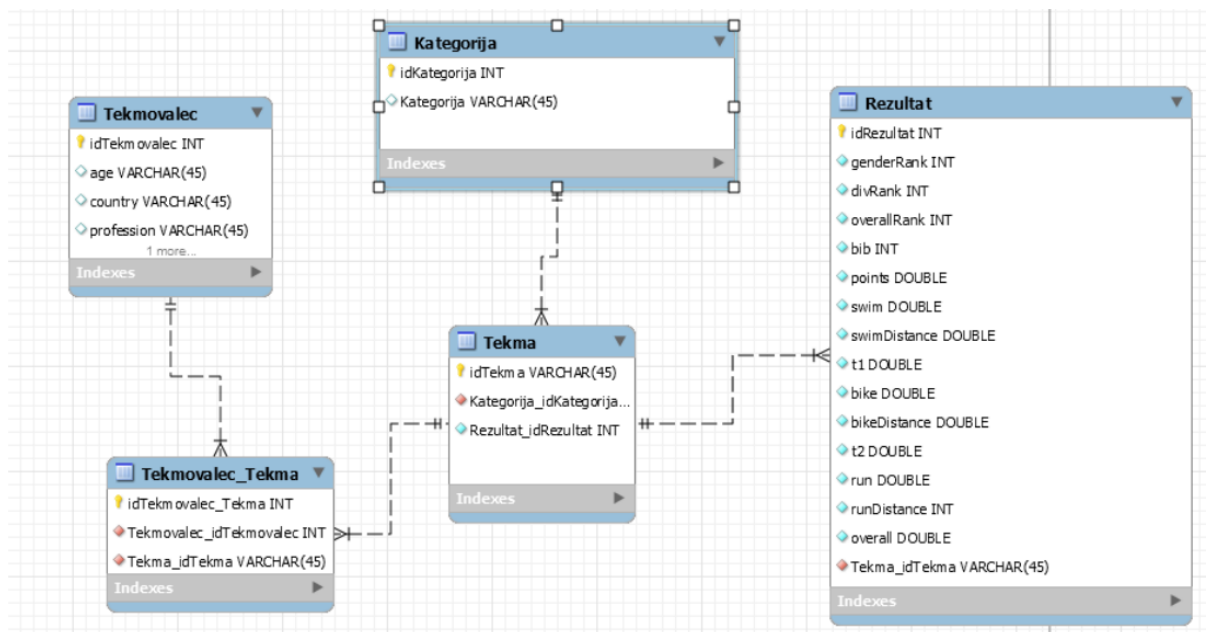 Kategorija
idKategorija INT
Kategorija VARCHAR(45)
Indexes
Tekmovalec
idTekmovalec INT
age VARCHAR(45)
country VARCHAR(45)
profession VARCHAR(45)
1 more...
Indexes
Rezultat
idRezultat INT
genderRank INT
divRank INT
overallRank INT
bib INT
points DOUBLE
swim DOUBLE
swimDistance DOUBLE
t1 DOUBLE
bike DOUBLE
bikeDistance DOUBLE
t2 DOUBLE
run DOUBLE
runDistance INT
overall DOUBLE
Tekma_idTekma VARCHAR(45)
Indexes
Tekma
idTekma VARCHAR(45)
Kategorija_idKategorija...
Rezultat_idRezultat INT
Indexes
Tekmovalec_Tekma
idTekmovalec_Tekma INT
Tekmovalec_idTekmovalec INT
Tekma_idTekma VARCHAR(45)
Indexes